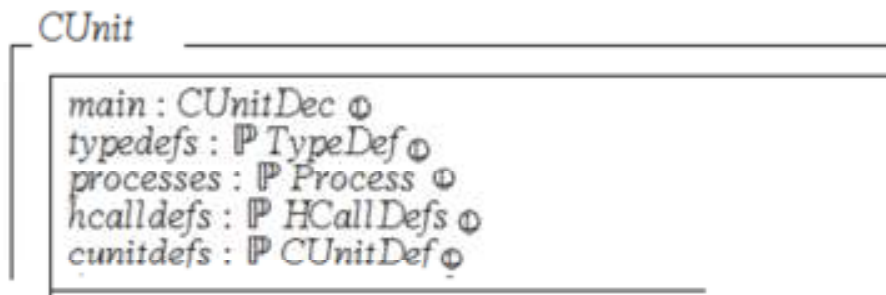 CUnit
main : CUnitDec Ⓒ
typedefs : ℙ TypeDef Ⓒ
processes : ℙ Process Ⓒ
hcalldefs : ℙ HCallDefs Ⓒ
cunitdefs : ℙ CUnitDef Ⓒ